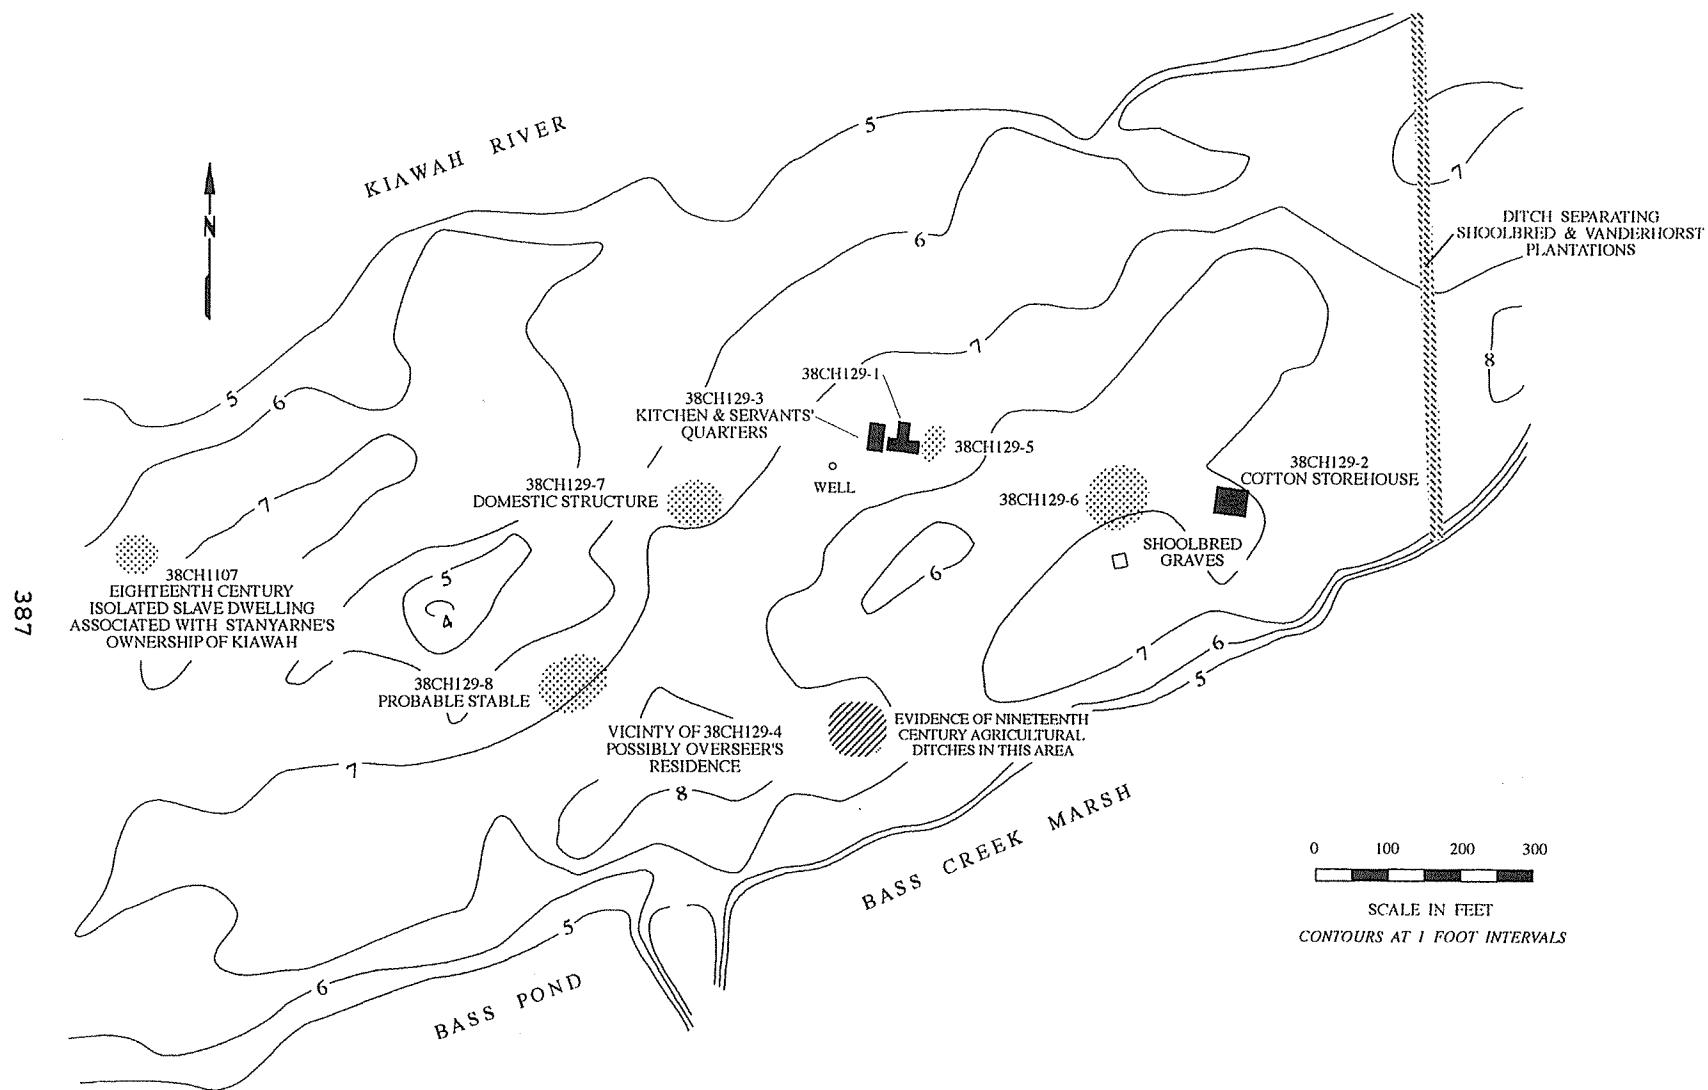 KIAWAH RIVER
N
5
6
7
DITCH SEPARATING
SHOOLBRED & VANDERHORST
PLANTATIONS
8
7
38CH129-1
38CH129-3
KITCHEN & SERVANTS'
QUARTERS
5
6
38CH129-5
WELL
38CH129-2
COTTON STOREHOUSE
38CH129-6
38CH129-7
DOMESTIC STRUCTURE
7
SHOOLBRED
GRAVES
38CH1107
EIGHTEENTH CENTURY
ISOLATED SLAVE DWELLING
ASSOCIATED WITH STANYARNE'S
OWNERSHIP OF KIAWAH
5
4
6
387
7
6
5
38CH129-8
PROBABLE STABLE
VICINTY OF 38CH129-4
POSSIBLY OVERSEER'S
RESIDENCE
EVIDENCE OF NINETEENTH
CENTURY AGRICULTURAL
DITCHES IN THIS AREA
7
8
BASS CREEK MARSH
0 100 200 300
SCALE IN FEET
CONTOURS AT 1 FOOT INTERVALS
5
6
BASS POND